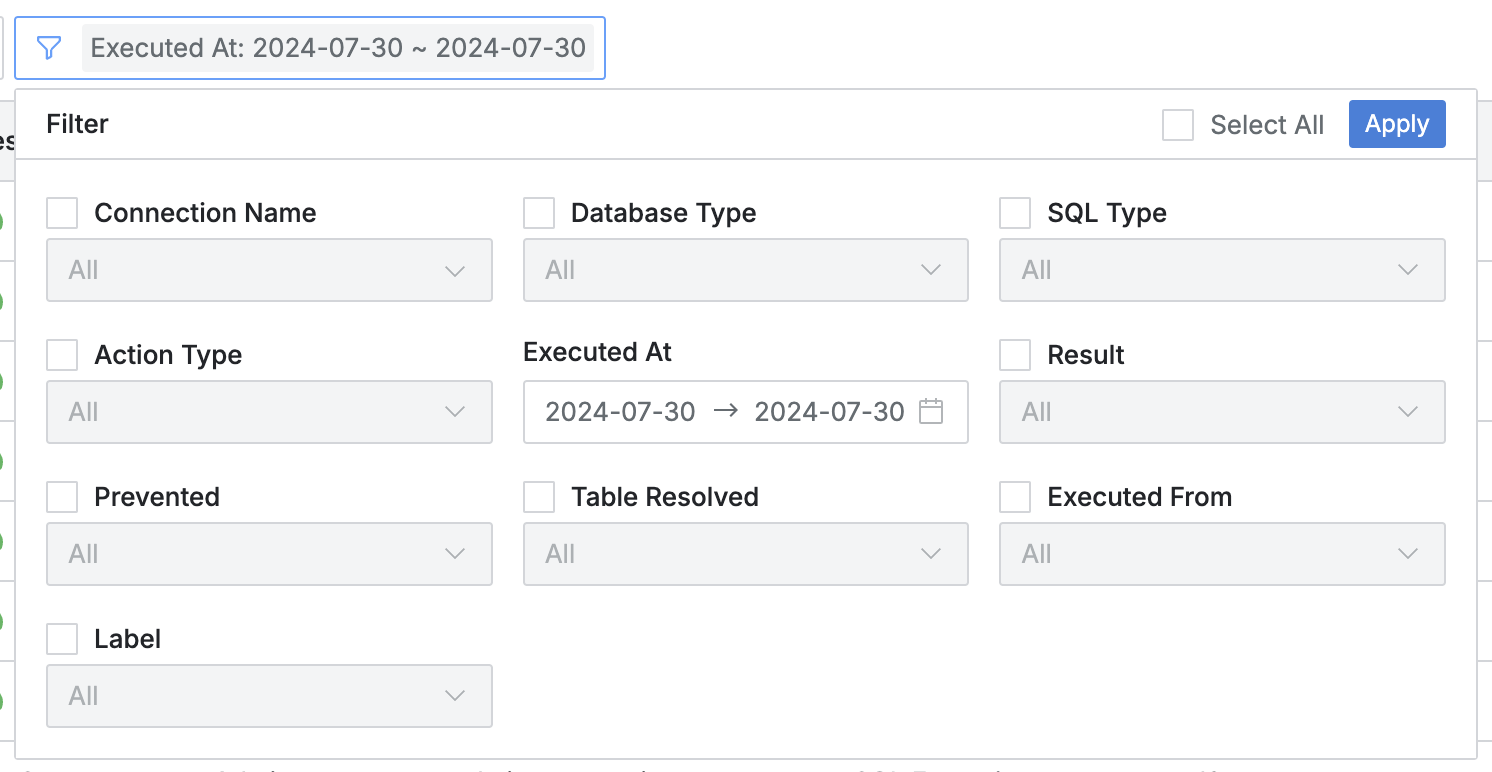 Executed At: 2024-07-30 ~ 2024-07-30
Filter
Select All
Apply
Connection Name
Database Type
SQL Type
All
All
All
Action Type
Executed At
Result
All
2024-07-30 → 2024-07-30
All
Prevented
Table Resolved
Executed From
All
All
All
Label
All